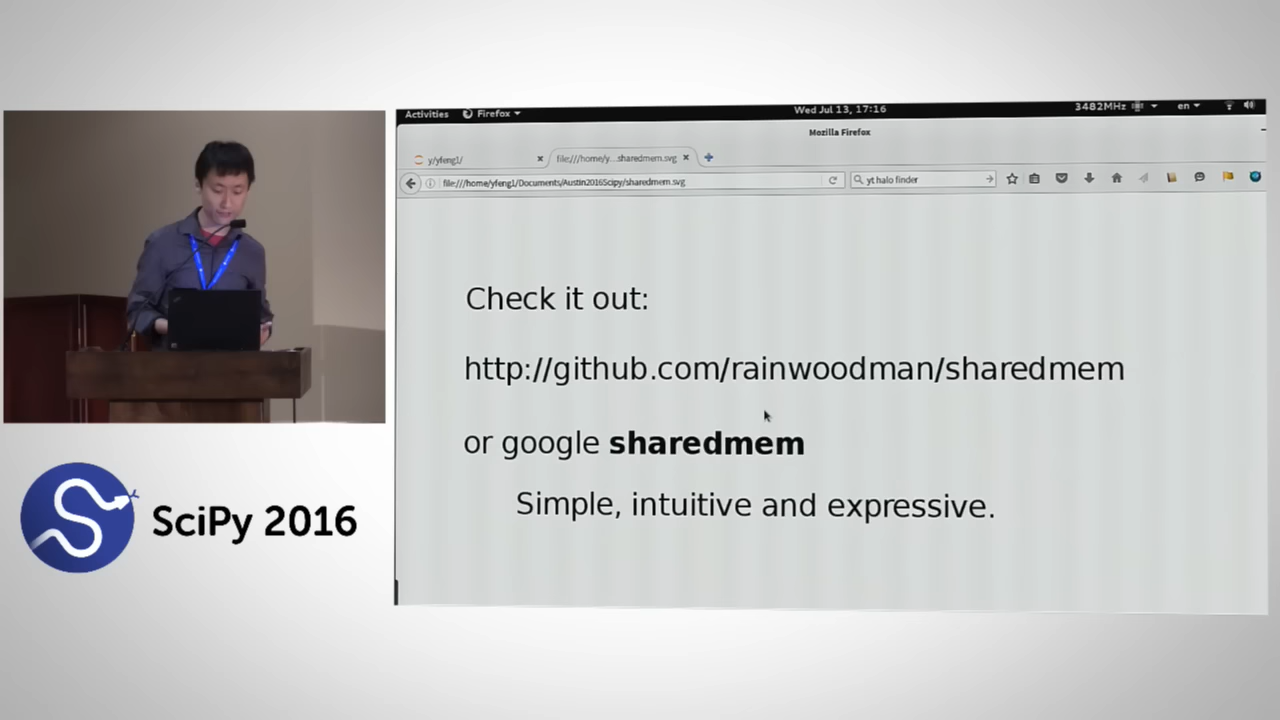 Activities Firefox Wed Jul 13, 17:16 3482MHz en
Mozilla Firefox
y/yfeng1/ file:///home/y...sharedmem.svg
file:///home/yfeng1/Documents/Austin2016Scipy/sharedmem.svg yt halo finder
Check it out:
http://github.com/rainwoodman/sharedmem
or google sharedmem
Simple, intuitive and expressive.
SciPy 2016